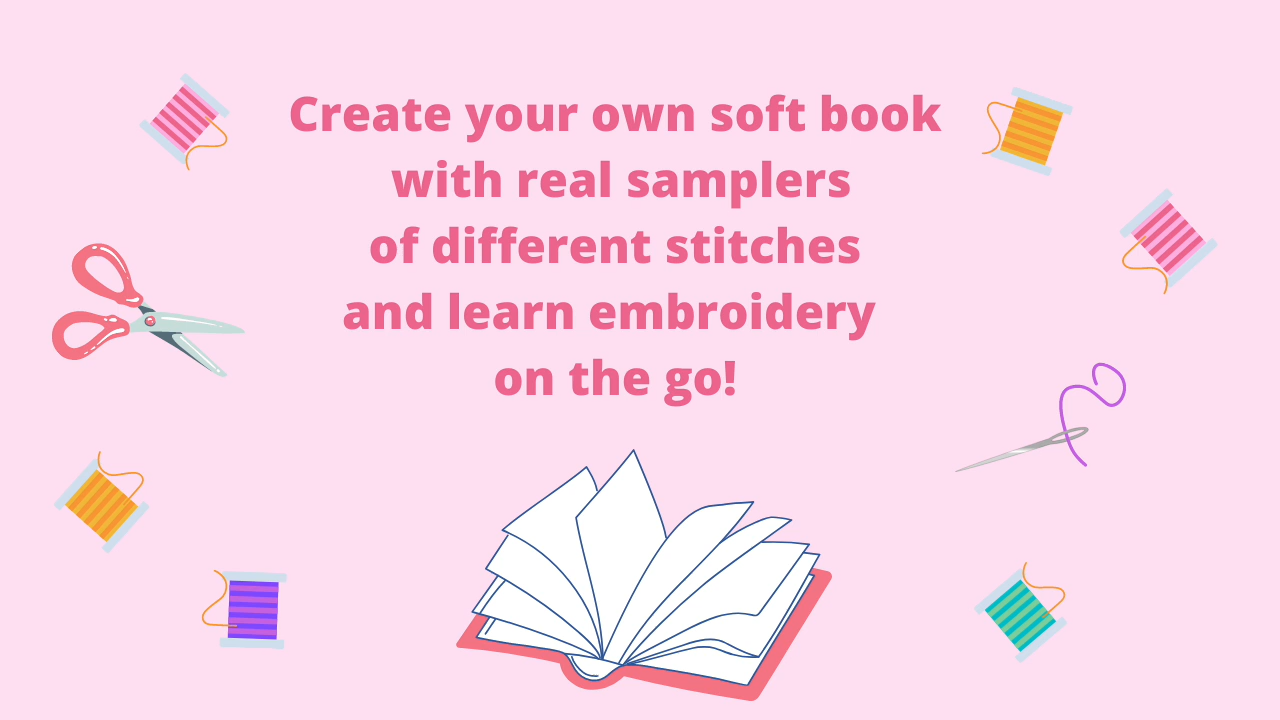 Create your own soft book
with real samplers
of different stitches
and learn embroidery
on the go!